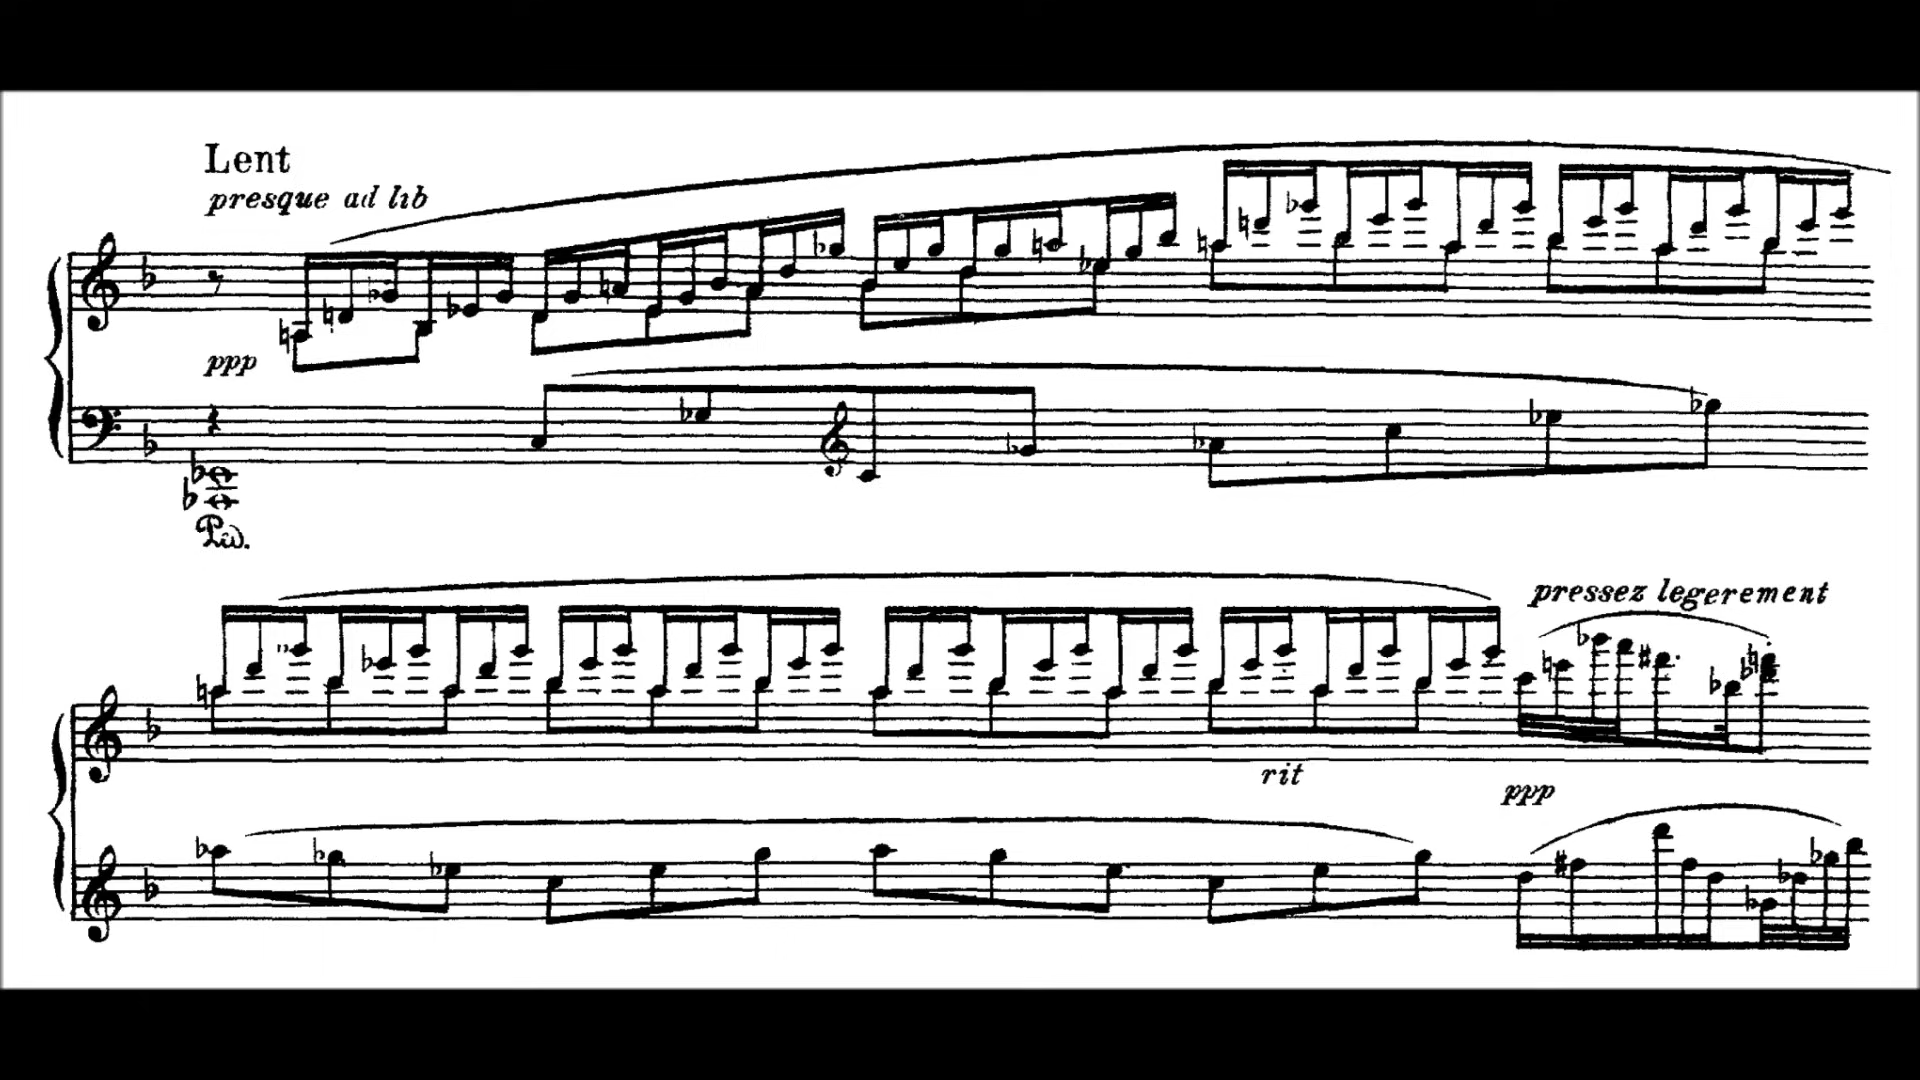 Lent
presque ad lib
ppp
Ped.
pressez legerement
rit
ppp